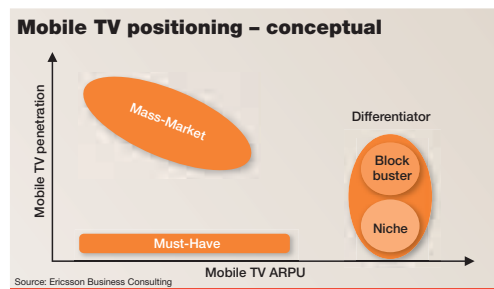 Mobile TV positioning – conceptual
Mobile TV penetration
Mass-Market
Differentiator
Block
buster
Niche
Must-Have
Mobile TV ARPU
Source: Ericsson Business Consulting